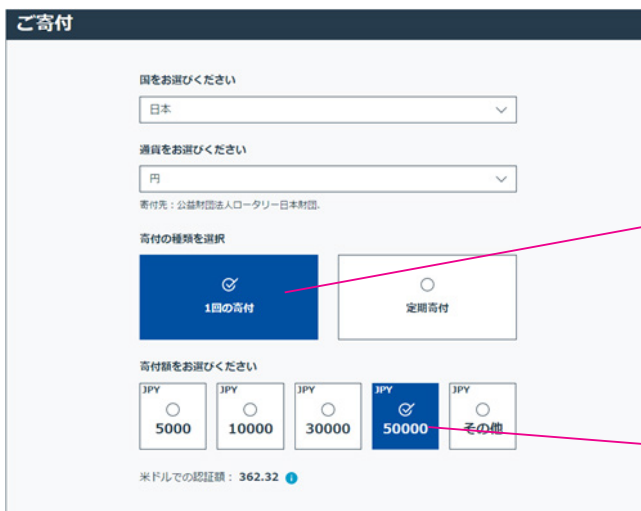 ご寄付
国をお選びください
日本
通貨をお選びください
円
寄付先：公益財団法人ロータリー日本財団.
寄付の種類を選択
1回の寄付
定期寄付
寄付額をお選びください
JPY JPY JPY JPY JPY
5000 10000 30000 50000 その他
米ドルでの認証額： 362.32 i